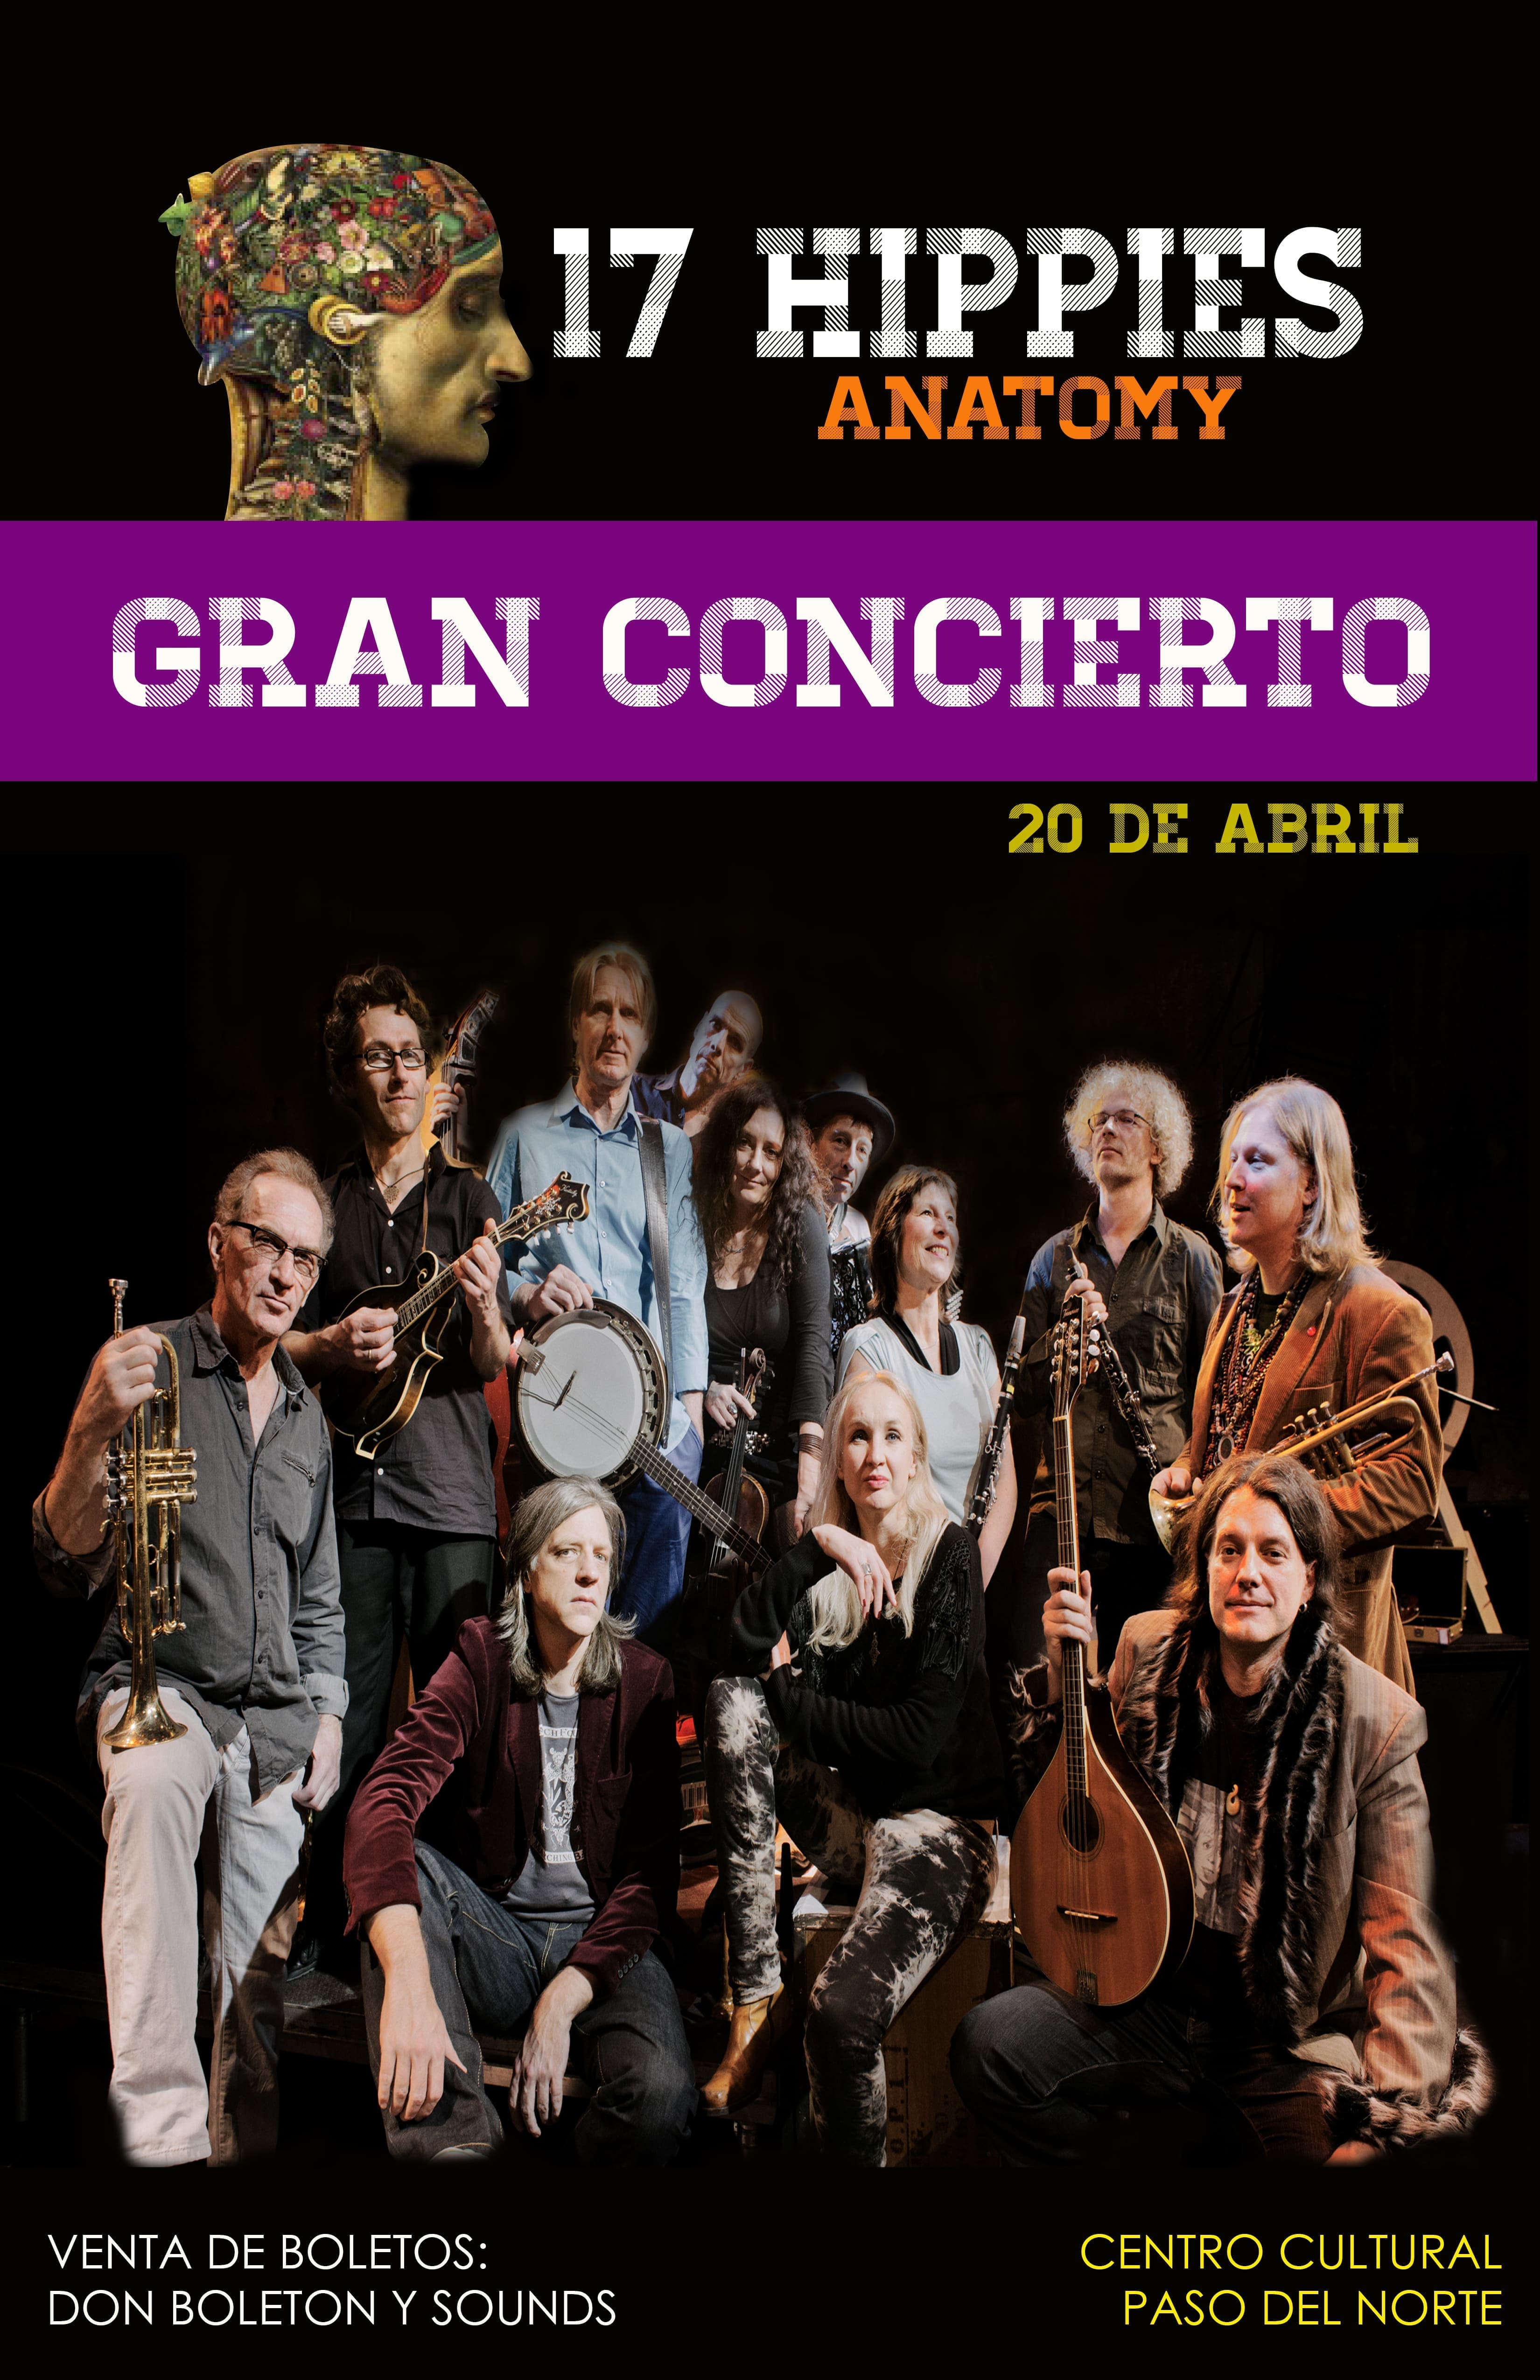 17 HIPPIES
ANATOMY
GRAN CONCIERTO
20 DE ABRIL
VENTA DE BOLETOS:
DON BOLETON Y SOUNDS
CENTRO CULTURAL
PASO DEL NORTE